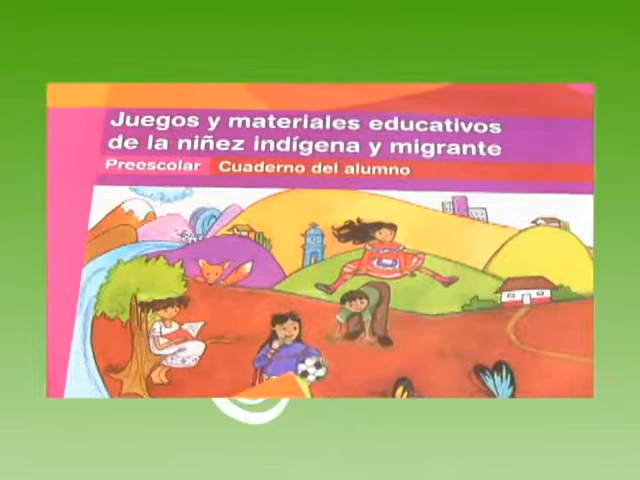 Juegos y materiales educativos
de la niñez indígena y migrante
Preescolar Cuaderno del alumno